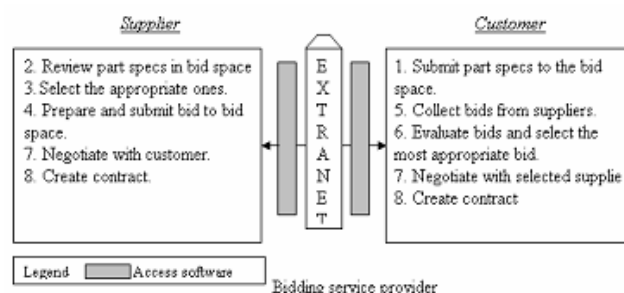 Supplier
Customer
2. Review part specs in bid space
3. Select the appropriate ones.
4. Prepare and submit bid to bid
space.
7. Negotiate with customer.
8. Create contract.
E
X
T
R
A
N
E
T
1. Submit part specs to the bid
space.
5. Collect bids from suppliers.
6. Evaluate bids and select the
most appropriate bid.
7. Negotiate with selected supplie
8. Create contract
Legend
Access software
Bidding service provider